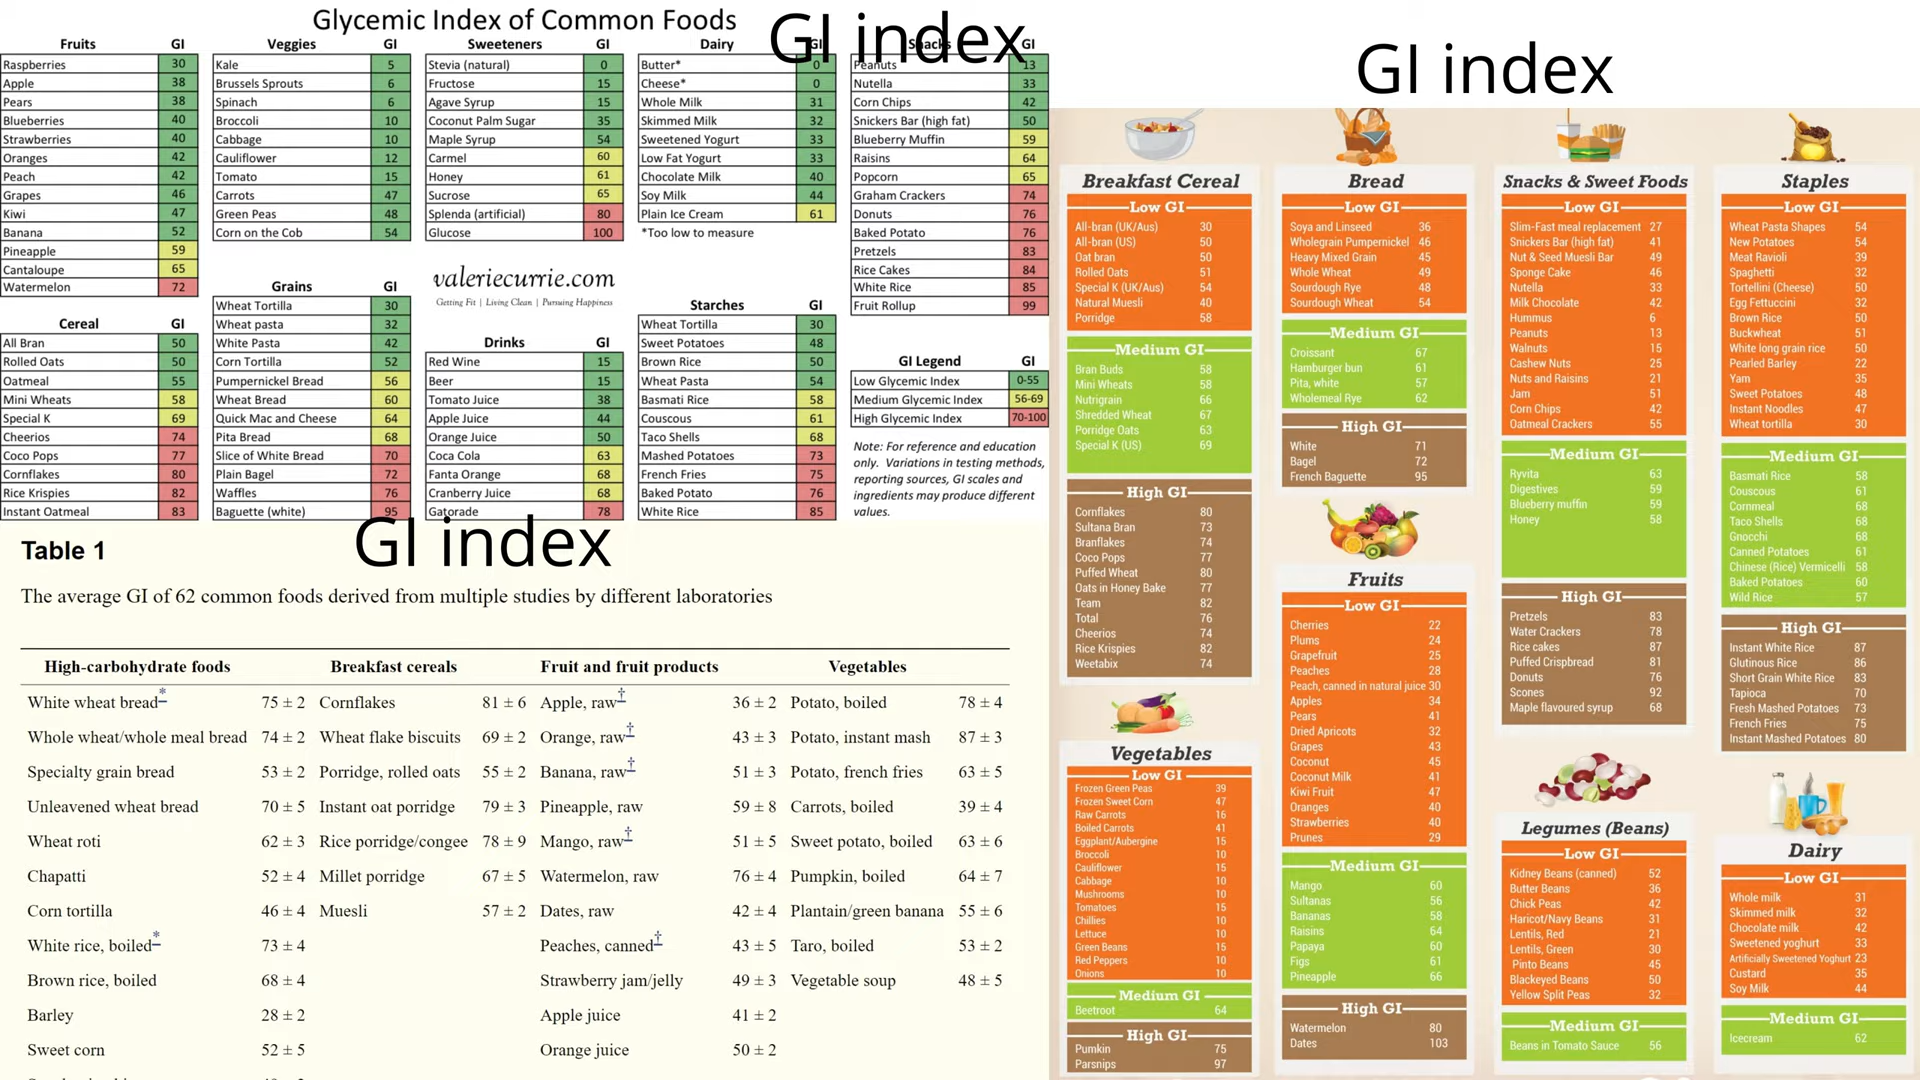 Glycemic Index of Common Foods
GI index
GI index
Fruits GI
Raspberries 30
Apple 38
Pears 38
Blueberries 40
Strawberries 40
Oranges 42
Peach 42
Grapes 46
Kiwi 47
Banana 52
Pineapple 59
Cantaloupe 65
Watermelon 72
Cereal GI
All Bran 50
Rolled Oats 50
Oatmeal 55
Mini Wheats 58
Special K 69
Cheerios 74
Coco Pops 77
Cornflakes 80
Rice Krispies 82
Instant Oatmeal 83
Veggies GI
Kale 5
Brussels Sprouts 6
Spinach 6
Broccoli 10
Cabbage 10
Cauliflower 12
Tomato 15
Carrots 47
Green Peas 48
Corn on the Cob 54
Grains GI
Wheat Tortilla 30
Wheat pasta 32
White Pasta 42
Corn Tortilla 52
Pumpernickel Bread 56
Wheat Bread 60
Quick Mac and Cheese 64
Pita Bread 68
Slice of White Bread 70
Plain Bagel 72
Waffles 76
Baguette (white) 95
Sweeteners GI
Stevia (natural) 0
Fructose 15
Agave Syrup 15
Coconut Palm Sugar 35
Maple Syrup 54
Carmel 60
Honey 61
Sucrose 65
Splenda (artificial) 80
Glucose 100
valeriecurrie.com
Getting Fit | Living Clean | Pursuing Happiness
Drinks GI
Red Wine 15
Beer 15
Tomato Juice 38
Apple Juice 44
Orange Juice 50
Coca Cola 63
Fanta Orange 68
Cranberry Juice 68
Gatorade 78
Dairy GI
Butter* 0
Cheese* 0
Whole Milk 31
Skimmed Milk 32
Sweetened Yogurt 33
Low Fat Yogurt 33
Chocolate Milk 40
Soy Milk 44
Plain Ice Cream 61
*Too low to measure
Starches GI
Wheat Tortilla 30
Sweet Potatoes 48
Brown Rice 50
Wheat Pasta 54
Basmati Rice 58
Couscous 61
Taco Shells 68
Mashed Potatoes 73
French Fries 75
Baked Potato 76
White Rice 85
Snacks GI
Peanuts 13
Nutella 33
Corn Chips 42
Snickers Bar (high fat) 50
Blueberry Muffin 59
Raisins 64
Popcorn 65
Graham Crackers 74
Donuts 76
Baked Potato 76
Pretzels 83
Rice Cakes 84
White Rice 85
Fruit Rollup 99
GI Legend GI
Low Glycemic Index 0-55
Medium Glycemic Index 56-69
High Glycemic Index 70-100
Note: For reference and education
only. Variations in testing methods,
reporting sources, GI scales and
ingredients may produce different
values.
GI index
Table 1
The average GI of 62 common foods derived from multiple studies by different laboratories
High-carbohydrate foods Breakfast cereals Fruit and fruit products Vegetables
White wheat bread* 75 ± 2 Cornflakes 81 ± 6 Apple, raw† 36 ± 2 Potato, boiled 78 ± 4
Whole wheat/whole meal bread 74 ± 2 Wheat flake biscuits 69 ± 2 Orange, raw† 43 ± 3 Potato, instant mash 87 ± 3
Specialty grain bread 53 ± 2 Porridge, rolled oats 55 ± 2 Banana, raw† 51 ± 3 Potato, french fries 63 ± 5
Unleavened wheat bread 70 ± 5 Instant oat porridge 79 ± 3 Pineapple, raw 59 ± 8 Carrots, boiled 39 ± 4
Wheat roti 62 ± 3 Rice porridge/congee 78 ± 9 Mango, raw† 51 ± 5 Sweet potato, boiled 63 ± 6
Chapatti 52 ± 4 Millet porridge 67 ± 5 Watermelon, raw 76 ± 4 Pumpkin, boiled 64 ± 7
Corn tortilla 46 ± 4 Muesli 57 ± 2 Dates, raw 42 ± 4 Plantain/green banana 55 ± 6
White rice, boiled* 73 ± 4 Peaches, canned† 43 ± 5 Taro, boiled 53 ± 2
Brown rice, boiled 68 ± 4 Strawberry jam/jelly 49 ± 3 Vegetable soup 48 ± 5
Barley 28 ± 2 Apple juice 41 ± 2
Sweet corn 52 ± 5 Orange juice 50 ± 2
Breakfast Cereal
Low GI
All-bran (UK/Aus) 30
All-bran (US) 50
Oat bran 50
Rolled Oats 51
Special K (UK/Aus) 54
Natural Muesli 40
Porridge 58
Medium GI
Bran Buds 58
Mini Wheats 58
Nutrigrain 66
Shredded Wheat 67
Porridge Oats 63
Special K (US) 69
High GI
Cornflakes 80
Sultana Bran 73
Branflakes 74
Coco Pops 77
Puffed Wheat 80
Oats in Honey Bake 77
Team 82
Total 76
Cheerios 74
Rice Krispies 82
Weetabix 74
Vegetables
Low GI
Frozen Green Peas 39
Frozen Sweet Corn 47
Raw Carrots 16
Boiled Carrots 41
Eggplant/Aubergine 15
Broccoli 10
Cauliflower 15
Cabbage 10
Mushrooms 10
Tomatoes 15
Chillies 10
Lettuce 10
Green Beans 15
Red Peppers 10
Onions 10
Medium GI
Beetroot 64
High GI
Pumkin 75
Parsnips 97
Bread
Low GI
Soya and Linseed 36
Wholegrain Pumpernickel 46
Heavy Mixed Grain 45
Whole Wheat 49
Sourdough Rye 48
Sourdough Wheat 54
Medium GI
Croissant 67
Hamburger bun 61
Pita, white 57
Wholemeal Rye 62
High GI
White 71
Bagel 72
French Baguette 95
Fruits
Low GI
Cherries 22
Plums 24
Grapefruit 25
Peaches 28
Peach, canned in natural juice 30
Apples 34
Pears 41
Dried Apricots 32
Grapes 43
Coconut 45
Coconut Milk 41
Kiwi Fruit 47
Oranges 40
Strawberries 40
Prunes 29
Medium GI
Mango 60
Sultanas 56
Bananas 58
Raisins 64
Papaya 60
Figs 61
Pineapple 66
High GI
Watermelon 80
Dates 103
Snacks & Sweet Foods
Low GI
Slim-Fast meal replacement 27
Snickers Bar (high fat) 41
Nut & Seed Muesli Bar 49
Sponge Cake 46
Nutella 33
Milk Chocolate 42
Hummus 6
Peanuts 13
Walnuts 15
Cashew Nuts 25
Nuts and Raisins 21
Jam 51
Corn Chips 42
Oatmeal Crackers 55
Medium GI
Ryvita 63
Digestives 59
Blueberry muffin 59
Honey 58
High GI
Pretzels 83
Water Crackers 78
Rice cakes 87
Puffed Crispbread 81
Donuts 76
Scones 92
Maple flavoured syrup 68
Legumes (Beans)
Low GI
Kidney Beans (canned) 52
Butter Beans 36
Chick Peas 42
Haricot/Navy Beans 31
Lentils, Red 21
Lentils, Green 30
Pinto Beans 45
Blackeyed Beans 50
Yellow Split Peas 32
Medium GI
Beans in Tomato Sauce 56
Staples
Low GI
Wheat Pasta Shapes 54
New Potatoes 54
Meat Ravioli 39
Spaghetti 32
Tortellini (Cheese) 50
Egg Fettuccini 32
Brown Rice 50
Buckwheat 51
White long grain rice 50
Pearled Barley 22
Yam 35
Sweet Potatoes 48
Instant Noodles 47
Wheat tortilla 30
Medium GI
Basmati Rice 58
Couscous 61
Cornmeal 68
Taco Shells 68
Gnocchi 68
Canned Potatoes 61
Chinese (Rice) Vermicelli 58
Baked Potatoes 60
Wild Rice 57
High GI
Instant White Rice 87
Glutinous Rice 86
Short Grain White Rice 83
Tapioca 70
Fresh Mashed Potatoes 73
French Fries 75
Instant Mashed Potatoes 80
Dairy
Low GI
Whole milk 31
Skimmed milk 32
Chocolate milk 42
Sweetened yoghurt 33
Artificially Sweetened Yoghurt 23
Custard 35
Soy Milk 44
Medium GI
Icecream 62